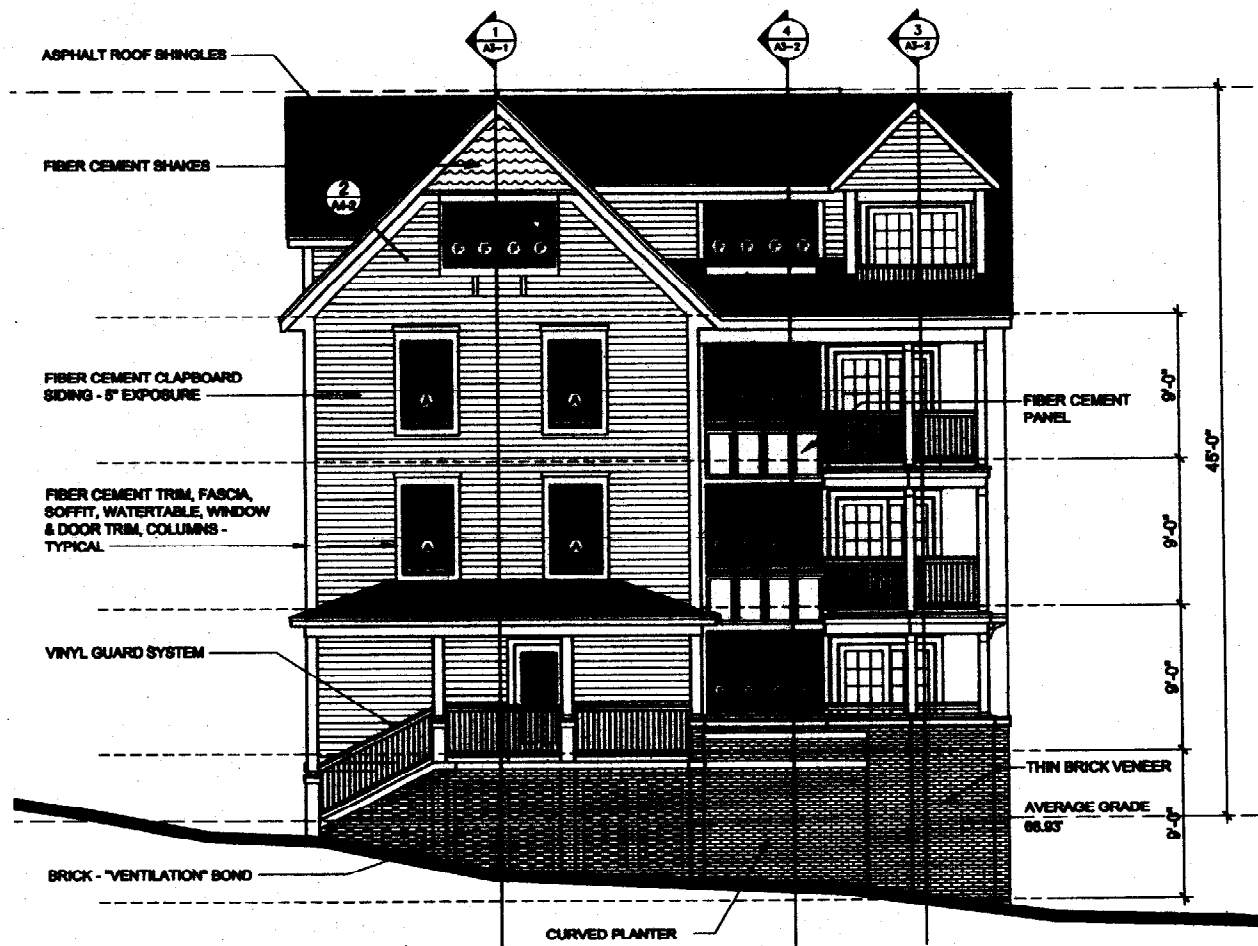 1
A3-1
4
A3-2
3
A3-2
ASPHALT ROOF SHINGLES
FIBER CEMENT SHAKES
2
A4-2
FIBER CEMENT CLAPBOARD
SIDING - 5" EXPOSURE
FIBER CEMENT
PANEL
9'-0"
45'-0"
FIBER CEMENT TRIM, FASCIA,
SOFFIT, WATERTABLE, WINDOW
& DOOR TRIM, COLUMNS -
TYPICAL
9'-0"
VINYL GUARD SYSTEM
9'-0"
THIN BRICK VENEER
AVERAGE GRADE
66.93'
9'-0"
BRICK - "VENTILATION" BOND
CURVED PLANTER